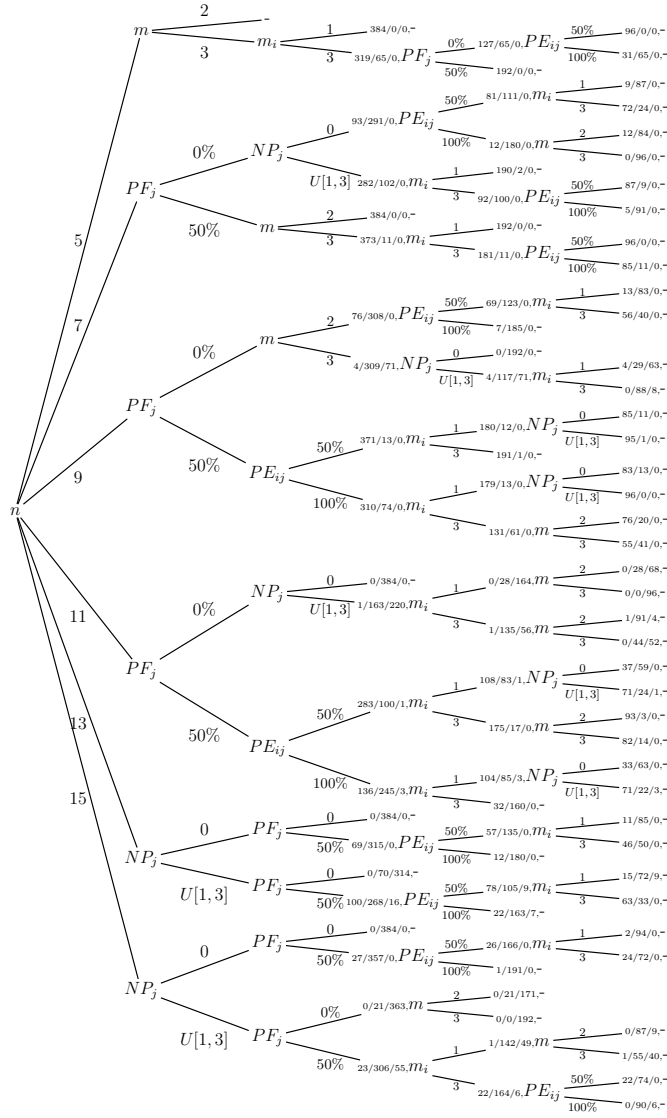 2
-
m
1
384/0/0,-
3
m_i
0%
127/65/0, PE_ij
50%
96/0/0,-
3
319/65/0, PF_j
100%
31/65/0,-
50%
192/0/0,-
50%
81/111/0, m_i
1
9/87/0,-
0
93/291/0, PE_ij
3
72/24/0,-
0%
NP_j
100%
12/180/0, m
2
12/84/0,-
3
0/96/0,-
PF_j
U[1, 3]
282/102/0, m_i
1
190/2/0,-
3
92/100/0, PE_ij
50%
87/9/0,-
100%
5/91/0,-
50%
m
2
384/0/0,-
3
373/11/0, m_i
1
192/0/0,-
5
3
181/11/0, PE_ij
50%
96/0/0,-
100%
85/11/0,-
7
2
76/308/0, PE_ij
50%
69/123/0, m_i
1
13/83/0,-
3
56/40/0,-
0%
m
100%
7/185/0,-
3
4/309/71, NP_j
0
0/192/0,-
U[1, 3]
4/117/71, m_i
1
4/29/63,-
3
0/88/8,-
PF_j
9
50%
PE_ij
50%
371/13/0, m_i
1
180/12/0, NP_j
0
85/11/0,-
U[1, 3]
95/1/0,-
3
191/1/0,-
100%
310/74/0, m_i
1
179/13/0, NP_j
0
83/13/0,-
U[1, 3]
96/0/0,-
3
131/61/0, m
2
76/20/0,-
3
55/41/0,-
n
0%
NP_j
0
0/384/0,-
U[1, 3]
1/163/220, m_i
1
0/28/164, m
2
0/28/68,-
3
0/0/96,-
3
1/135/56, m
2
1/91/4,-
3
0/44/52,-
11
PF_j
50%
PE_ij
50%
283/100/1, m_i
1
108/83/1, NP_j
0
37/59/0,-
U[1, 3]
71/24/1,-
3
175/17/0, m
2
93/3/0,-
3
82/14/0,-
100%
136/245/3, m_i
1
104/85/3, NP_j
0
33/63/0,-
U[1, 3]
71/22/3,-
3
32/160/0,-
13
NP_j
0
PF_j
0
0/384/0,-
50%
69/315/0, PE_ij
50%
57/135/0, m_i
1
11/85/0,-
3
46/50/0,-
100%
12/180/0,-
U[1, 3]
PF_j
0
0/70/314,-
50%
100/268/16, PE_ij
50%
78/105/9, m_i
1
15/72/9,-
3
63/33/0,-
100%
22/163/7,-
15
NP_j
0
PF_j
0
0/384/0,-
50%
27/357/0, PE_ij
50%
26/166/0, m_i
1
2/94/0,-
3
24/72/0,-
100%
1/191/0,-
U[1, 3]
PF_j
0%
0/21/363, m
2
0/21/171,-
3
0/0/192,-
50%
23/306/55, m_i
1
1/142/49, m
2
0/87/9,-
3
1/55/40,-
3
22/164/6, PE_ij
50%
22/74/0,-
100%
0/90/6,-